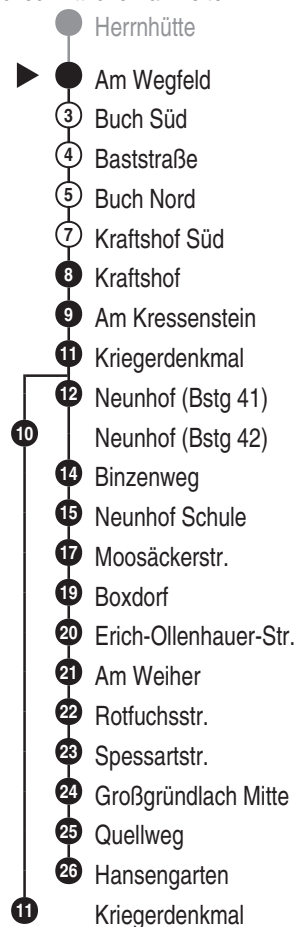 Herrnhütte
Am Wegfeld
3 Buch Süd
4 Baststraße
5 Buch Nord
7 Kraftshof Süd
8 Kraftshof
9 Am Kressenstein
11 Kriegerdenkmal
12 Neunhof (Bstg 41)
10 Neunhof (Bstg 42)
14 Binzenweg
15 Neunhof Schule
17 Moosäckerstr.
19 Boxdorf
20 Erich-Ollenhauer-Str.
21 Am Weiher
22 Rotfuchsstr.
23 Spessartstr.
24 Großgründlach Mitte
25 Quellweg
26 Hansengarten
11 Kriegerdenkmal